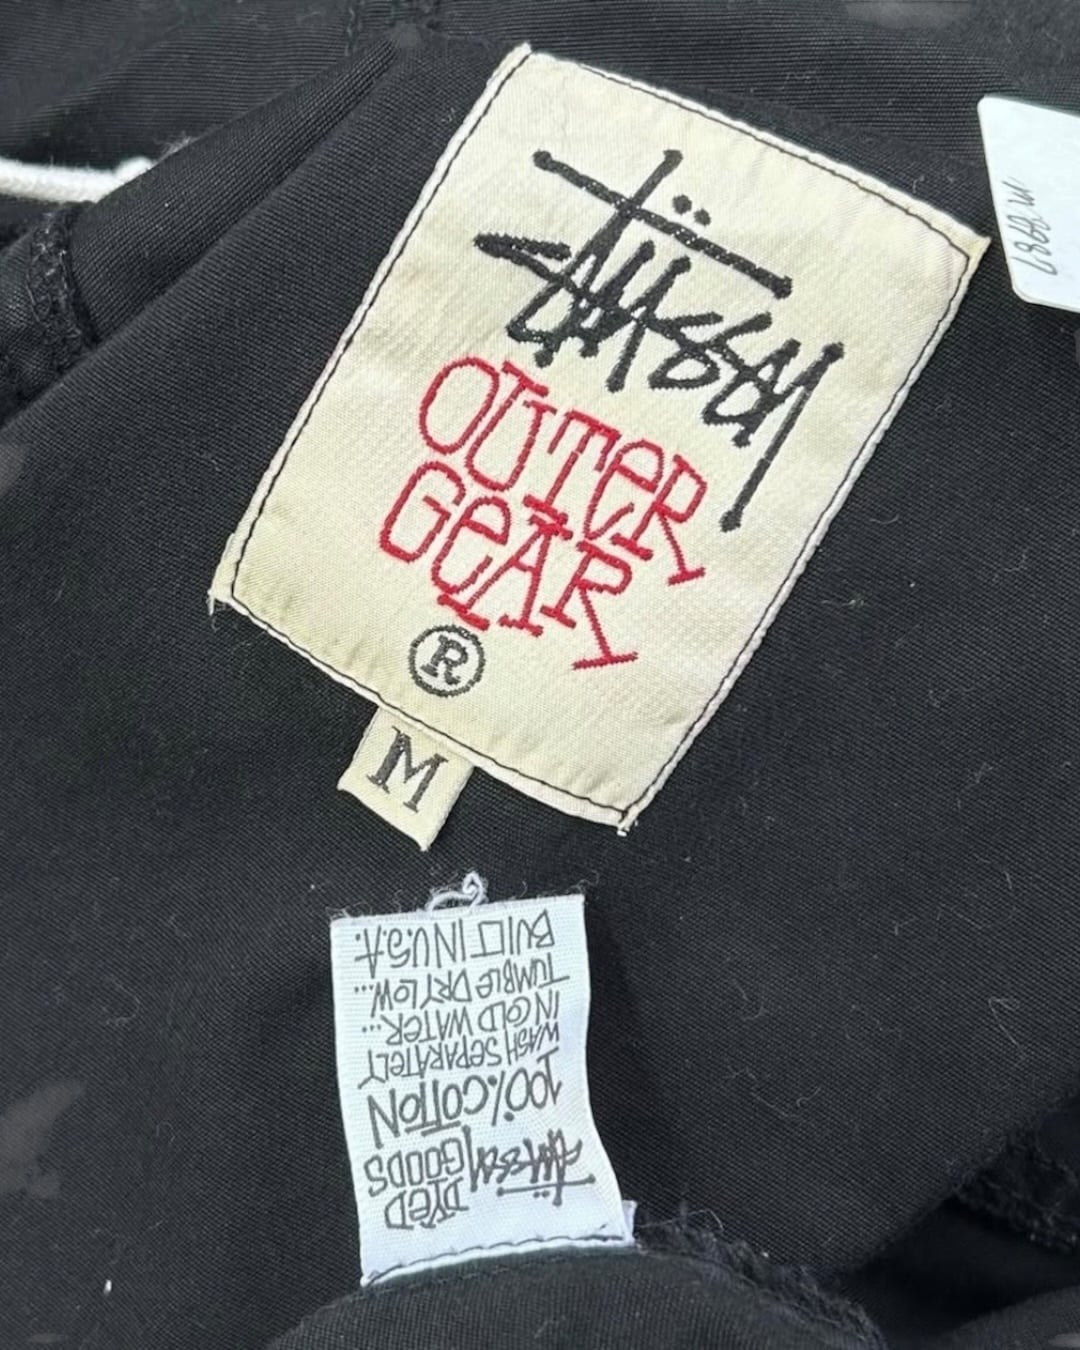 Stüssy
OUTER
GEAR
®
M
DYED Stüssy
GOODS
100% COTTON
WASH SEPARATELY
IN COLD WATER...
TUMBLE DRY LOW...
BUILT IN U.S.A.